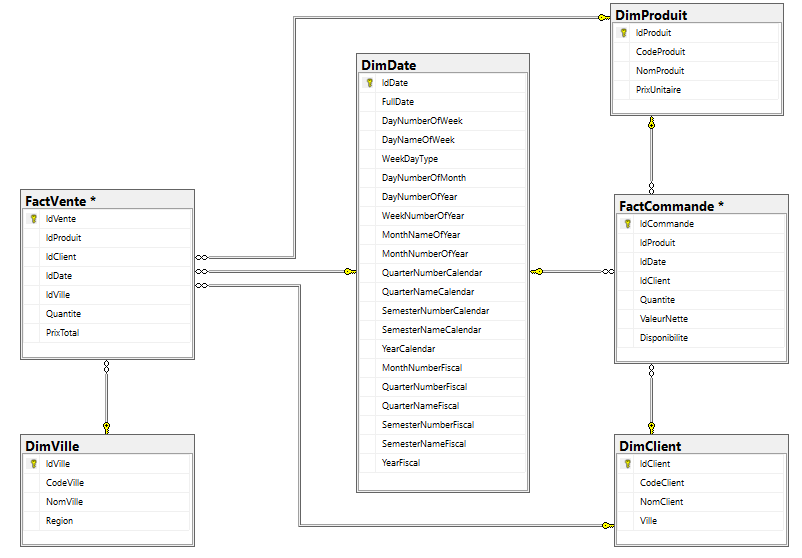 DimProduit
IdProduit
CodeProduit
NomProduit
PrixUnitaire
DimDate
IdDate
FullDate
DayNumberOfWeek
DayNameOfWeek
WeekDayType
DayNumberOfMonth
DayNumberOfYear
WeekNumberOfYear
MonthNameOfYear
MonthNumberOfYear
QuarterNumberCalendar
QuarterNameCalendar
SemesterNumberCalendar
SemesterNameCalendar
YearCalendar
MonthNumberFiscal
QuarterNumberFiscal
QuarterNameFiscal
SemesterNumberFiscal
SemesterNameFiscal
YearFiscal
FactVente *
IdVente
IdProduit
IdClient
IdDate
IdVille
Quantite
PrixTotal
FactCommande *
IdCommande
IdProduit
IdDate
IdClient
Quantite
ValeurNette
Disponibilite
DimVille
IdVille
CodeVille
NomVille
Region
DimClient
IdClient
CodeClient
NomClient
Ville